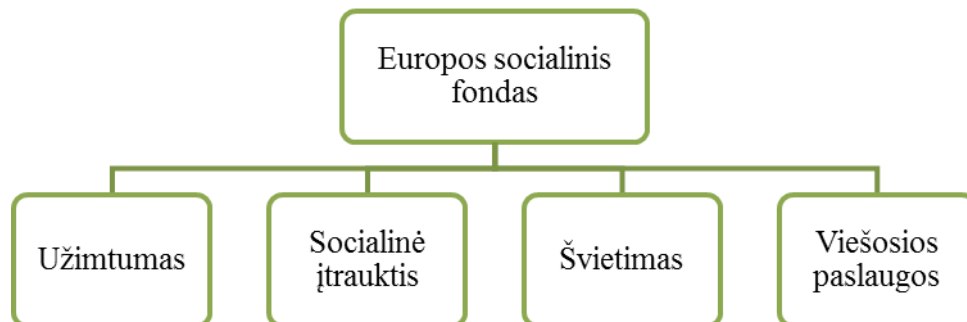 Europos socialinis
fondas
Užimtumas
Socialinė
įtrauktis
Švietimas
Viešosios
paslaugos